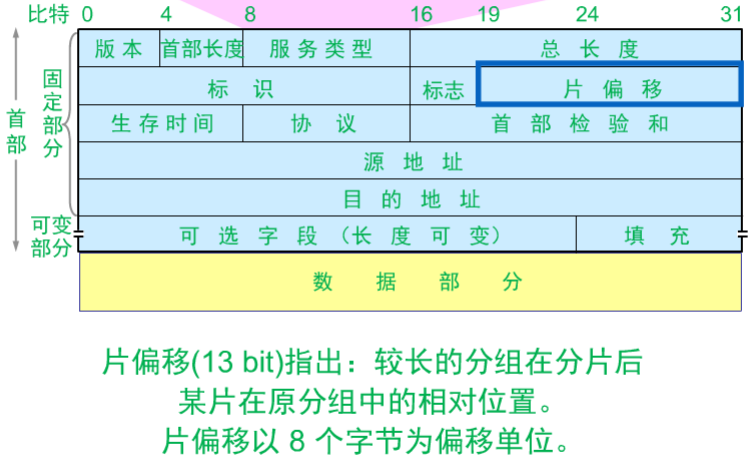 比特 0 4 8 16 19 24 31
版本 首部长度 服务类型 总长度
标识 标志 片偏移
生存时间 协议 首部检验和
源地址
目的地址
可选字段（长度可变） 填充
数据部分
首部
固定部分
可变部分
片偏移(13 bit)指出：较长的分组在分片后
某片在原分组中的相对位置。
片偏移以 8 个字节为偏移单位。